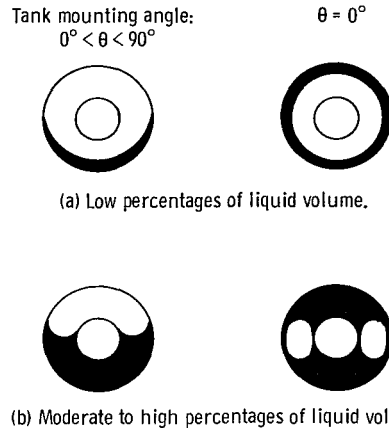 Tank mounting angle:
0° < θ < 90°
θ = 0°
(a) Low percentages of liquid volume.
(b) Moderate to high percentages of liquid vol